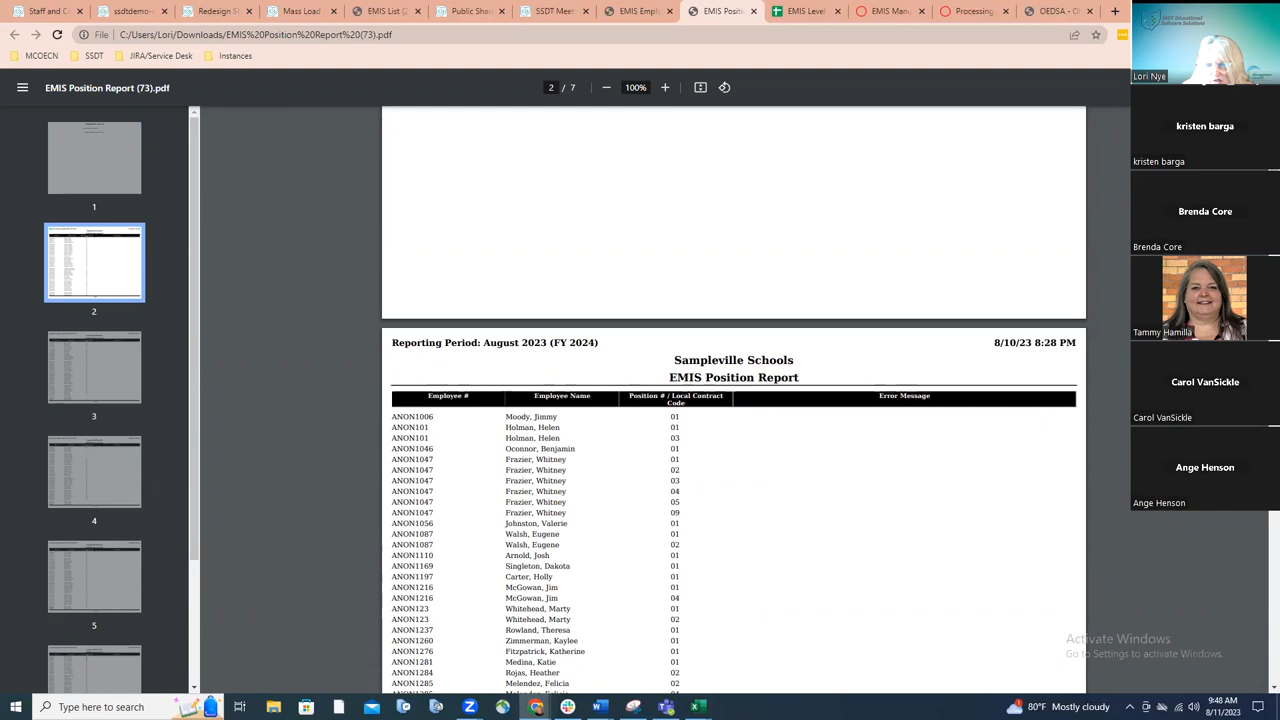 Staff and C
Redesign St
Mass Load
EMIS List (
Public Shar
SSDT Meet
EMIS Emplo
EMIS Positi
EMIS Level
EMIS Manu
Processing
OEDSA - O
File C:/Users/Lori/Downloads/EMIS%20Position%20Report%20(73).pdf
MCOECN SSDT JIRA/Service Desk Instances
EMIS Position Report (73).pdf 2 / 7 100%
1
2
3
4
5
Reporting Period: August 2023 (FY 2024) 8/10/23 8:28 PM
Sampleville Schools
EMIS Position Report
Employee # Employee Name Position # / Local Contract Code Error Message
ANON1006 Moody, Jimmy 01
ANON101 Holman, Helen 01
ANON101 Holman, Helen 03
ANON1046 Oconnor, Benjamin 01
ANON1047 Frazier, Whitney 01
ANON1047 Frazier, Whitney 02
ANON1047 Frazier, Whitney 03
ANON1047 Frazier, Whitney 04
ANON1047 Frazier, Whitney 05
ANON1047 Frazier, Whitney 09
ANON1056 Johnston, Valerie 01
ANON1087 Walsh, Eugene 01
ANON1087 Walsh, Eugene 02
ANON1110 Arnold, Josh 01
ANON1169 Singleton, Dakota 01
ANON1197 Carter, Holly 01
ANON1216 McGowan, Jim 01
ANON1216 McGowan, Jim 04
ANON123 Whitehead, Marty 01
ANON123 Whitehead, Marty 02
ANON1237 Rowland, Theresa 01
ANON1260 Zimmerman, Kaylee 01
ANON1276 Fitzpatrick, Katherine 01
ANON1281 Medina, Katie 01
ANON1284 Rojas, Heather 02
ANON1285 Melendez, Felicia 02
Lori Nye
kristen barga
kristen barga
Brenda Core
Brenda Core
Tammy Hamilla
Carol VanSickle
Carol VanSickle
Ange Henson
Ange Henson
Activate Windows
Go to Settings to activate Windows.
Type here to search
80°F Mostly cloudy
9:48 AM
8/11/2023